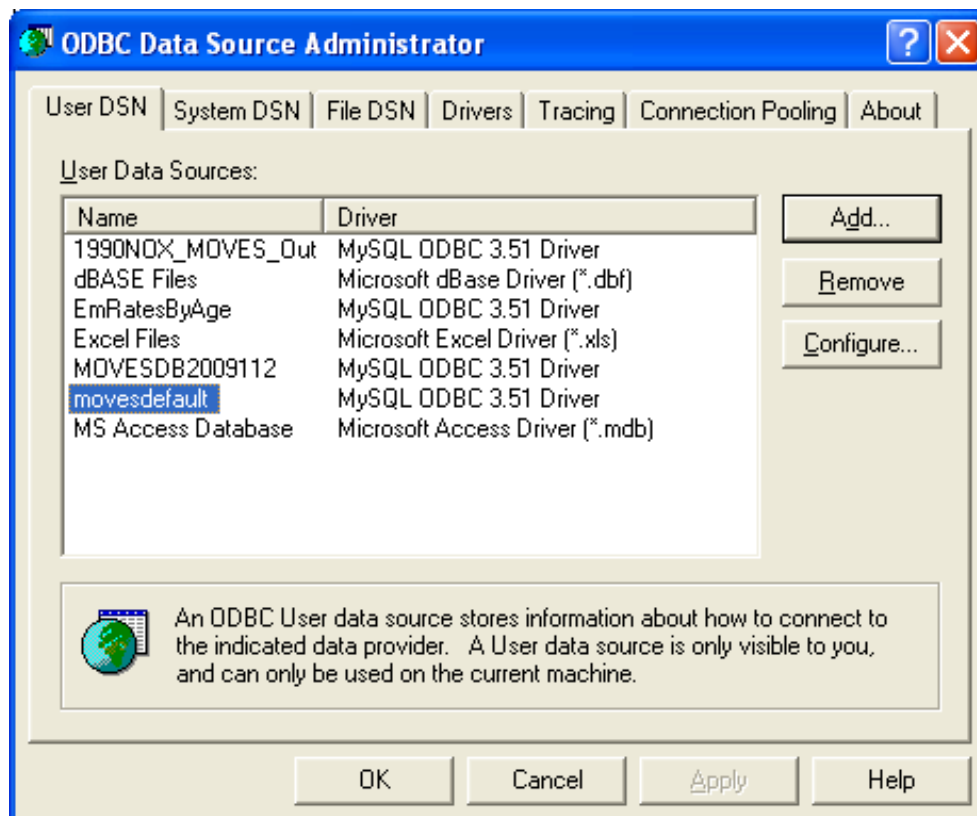 ODBC Data Source Administrator
User DSN System DSN File DSN Drivers Tracing Connection Pooling About
User Data Sources:
Name Driver
1990NOX_MOVES_Out MySQL ODBC 3.51 Driver
dBASE Files Microsoft dBase Driver (*.dbf)
EmRatesByAge MySQL ODBC 3.51 Driver
Excel Files Microsoft Excel Driver (*.xls)
MOVESDB2009112 MySQL ODBC 3.51 Driver
movesdefault MySQL ODBC 3.51 Driver
MS Access Database Microsoft Access Driver (*.mdb)
Add...
Remove
Configure...
An ODBC User data source stores information about how to connect to
the indicated data provider. A User data source is only visible to you,
and can only be used on the current machine.
OK Cancel Apply Help